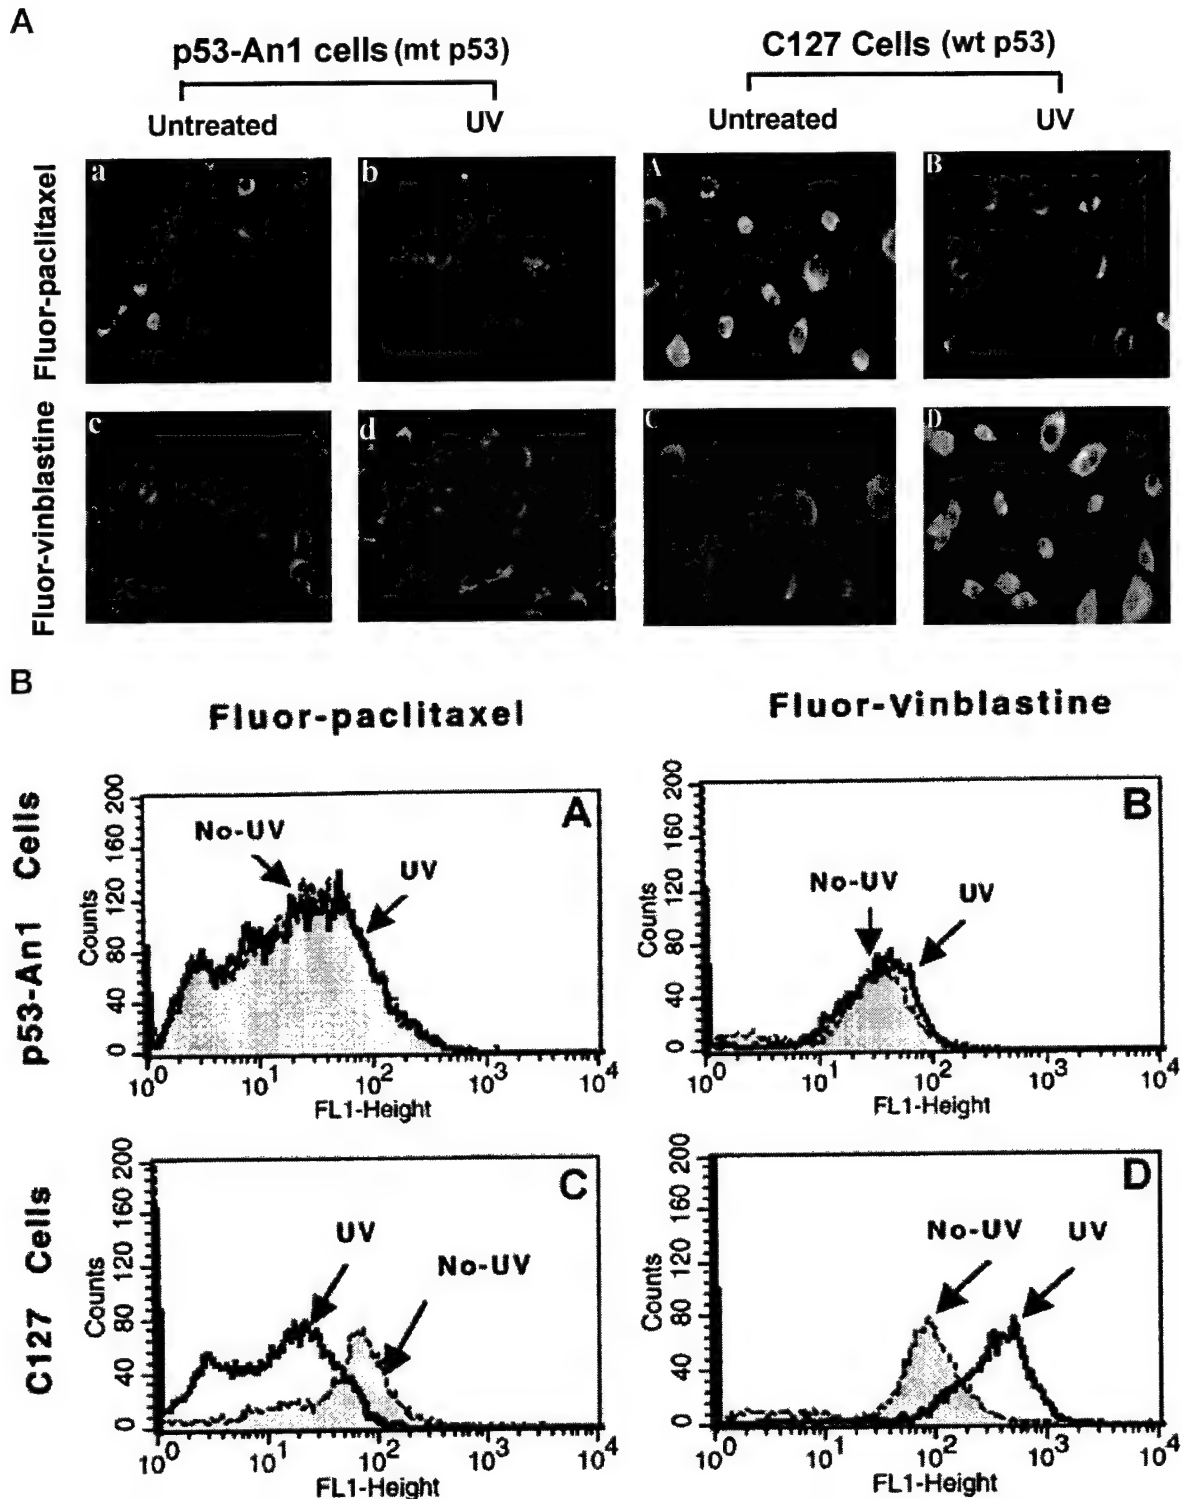 A
p53-An1 cells (mt p53)
C127 Cells (wt p53)
Untreated
UV
Untreated
UV
Fluor-paclitaxel
a
b
A
B
Fluor-vinblastine
c
d
C
D
B
Fluor-paclitaxel
Fluor-Vinblastine
p53-An1 Cells
A
No-UV
UV
Counts
200
160
120
80
40
0
10^0
10^1
10^2
10^3
10^4
FL1-Height
B
No-UV
UV
Counts
200
160
120
80
40
0
10^0
10^1
10^2
10^3
10^4
FL1-Height
C127 Cells
C
UV
No-UV
Counts
200
160
120
80
40
0
10^0
10^1
10^2
10^3
10^4
FL1-Height
D
No-UV
UV
Counts
200
160
120
80
40
0
10^0
10^1
10^2
10^3
10^4
FL1-Height